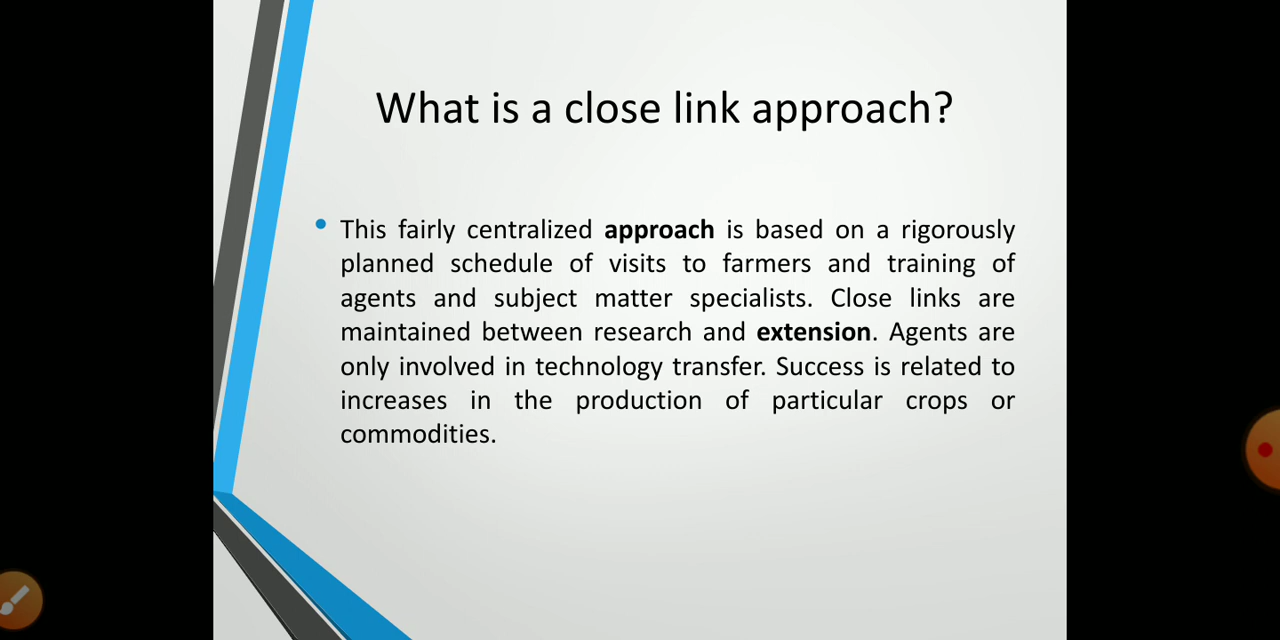 What is a close link approach?
This fairly centralized approach is based on a rigorously
planned schedule of visits to farmers and training of
agents and subject matter specialists. Close links are
maintained between research and extension. Agents are
only involved in technology transfer. Success is related to
increases in the production of particular crops or
commodities.